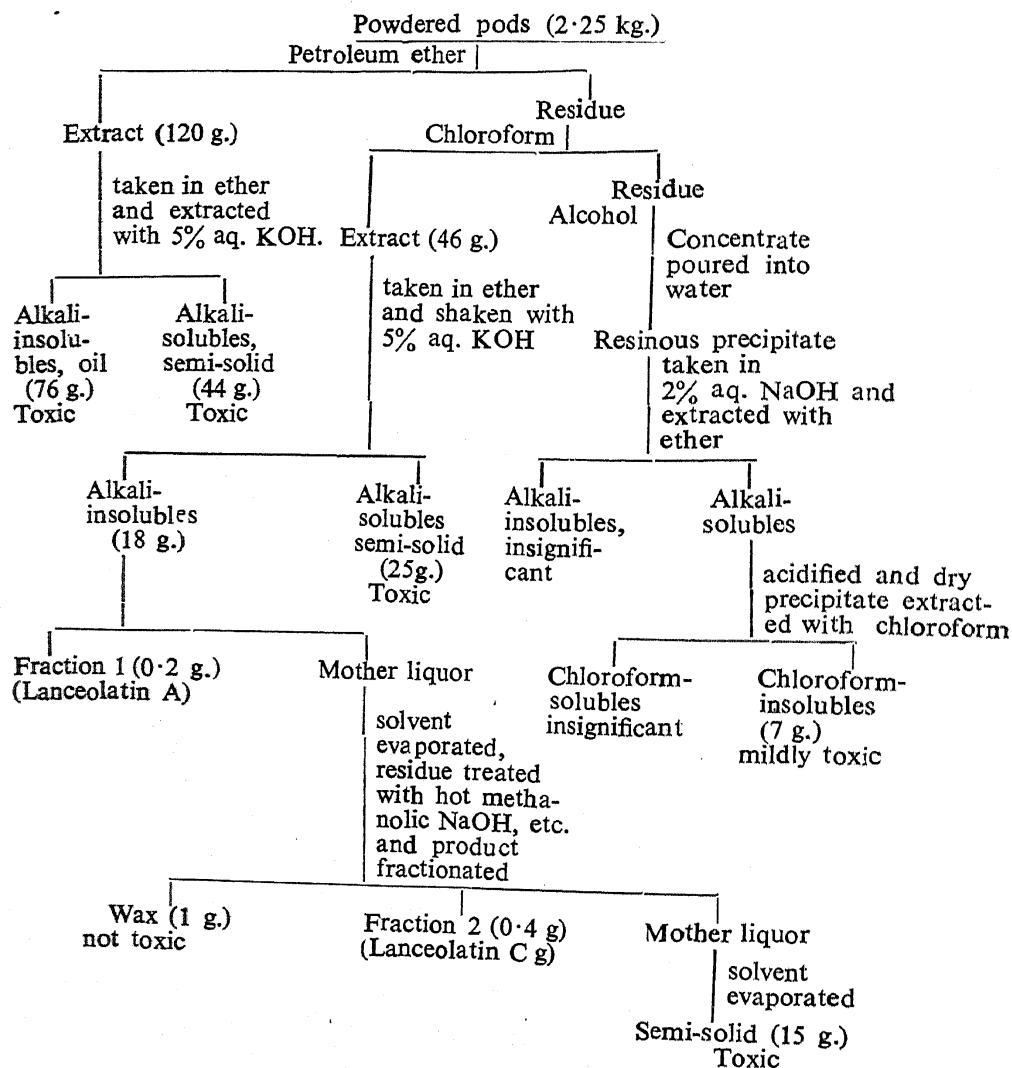 Powdered pods (2·25 kg.)
Petroleum ether
Residue
Extract (120 g.)
Chloroform
taken in ether
and extracted
with 5% aq. KOH.
Residue
Alcohol
Extract (46 g.)
Concentrate
poured into
water
Alkali-
insolu-
bles, oil
(76 g.)
Toxic
Alkali-
solubles,
semi-solid
(44 g.)
Toxic
taken in ether
and shaken with
5% aq. KOH
Resinous precipitate
taken in
2% aq. NaOH and
extracted with
ether
Alkali-
insolubles
(18 g.)
Alkali-
solubles
semi-solid
(25g.)
Toxic
Alkali-
insolubles,
insignifi-
cant
Alkali-
solubles
acidified and dry
precipitate extract-
ed with chloroform
Fraction 1 (0·2 g.)
(Lanceolatin A)
Mother liquor
Chloroform-
solubles
insignificant
Chloroform-
insolubles
(7 g.)
mildly toxic
solvent
evaporated,
residue treated
with hot metha-
nolic NaOH, etc.
and product
fractionated
Wax (1 g.)
not toxic
Fraction 2 (0·4 g)
(Lanceolatin C g)
Mother liquor
solvent
evaporated
Semi-solid (15 g.)
Toxic